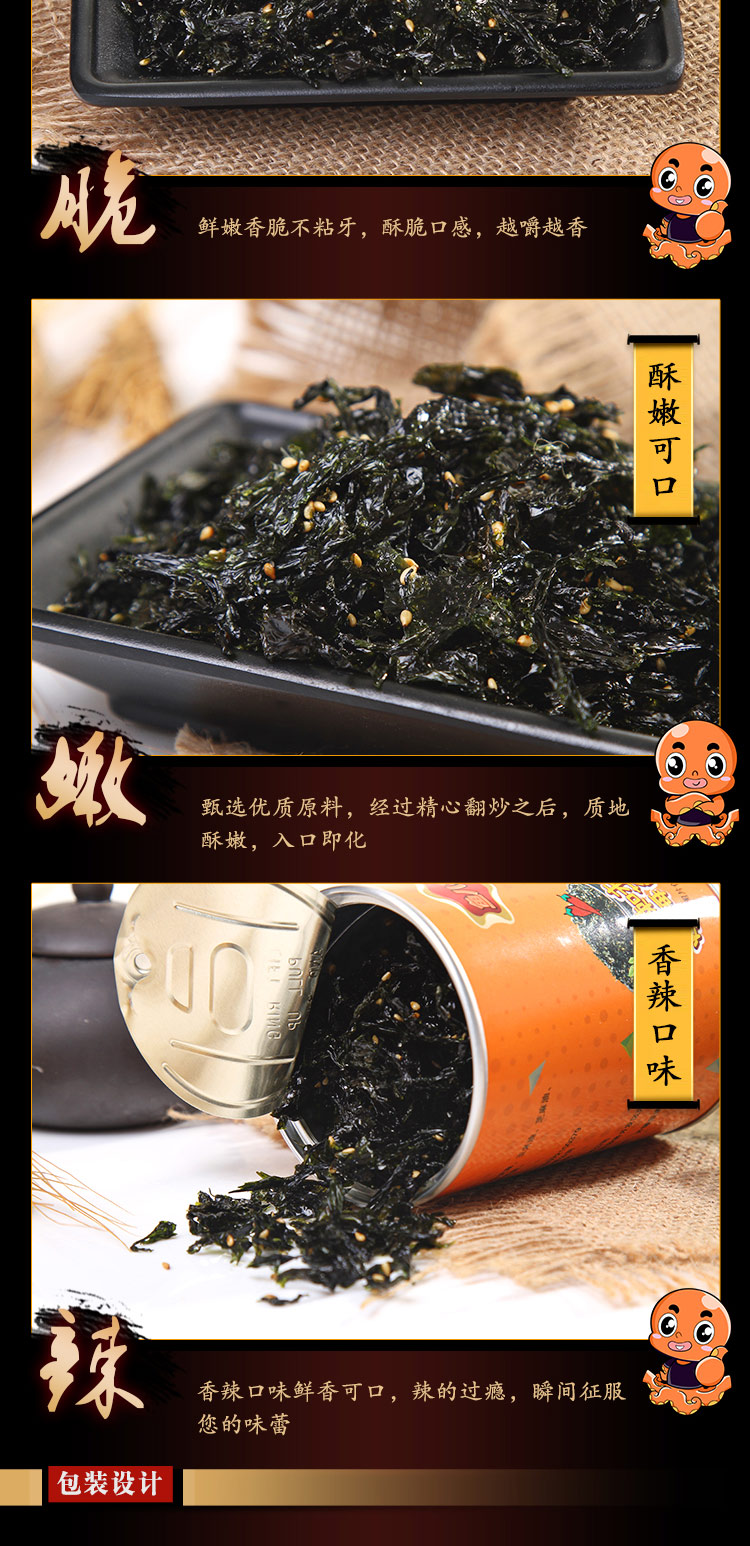 脆
鲜嫩香脆不粘牙，酥脆口感，越嚼越香
酥嫩可口
嫩
甄选优质原料，经过精心翻炒之后，质地
酥嫩，入口即化
香辣口味
辣
香辣口味鲜香可口，辣的过瘾，瞬间征服
您的味蕾
包装设计